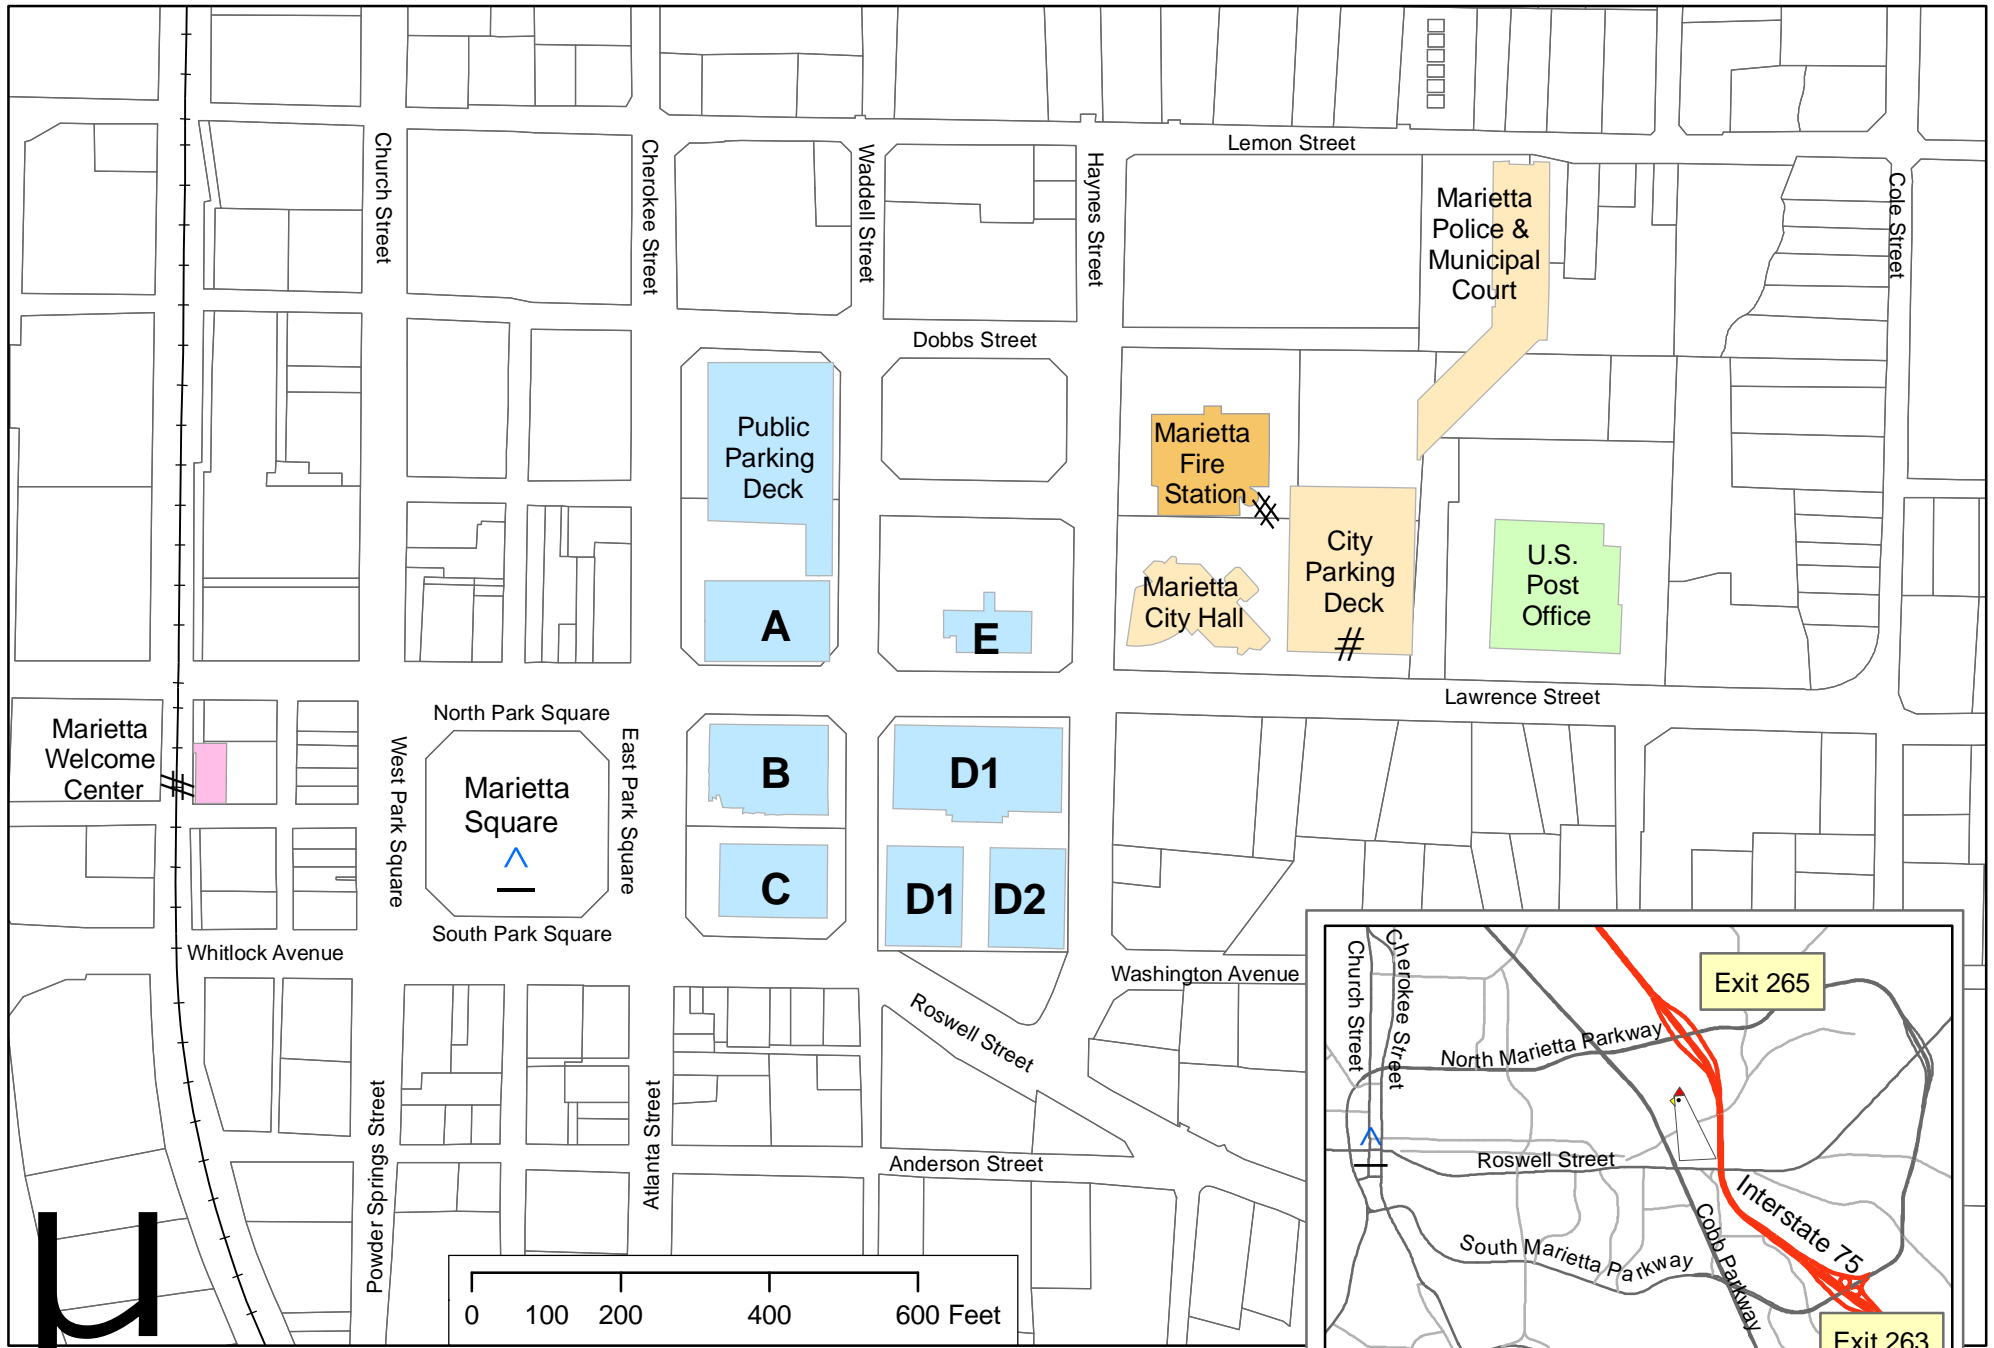 Lemon Street
Church Street
Cherokee Street
Waddell Street
Haynes Street
Cole Street
Marietta
Police &
Municipal
Court
Dobbs Street
Public
Parking
Deck
Marietta
Fire
Station
City
Parking
Deck
#
U.S.
Post
Office
Marietta
City Hall
A
E
Lawrence Street
North Park Square
Marietta
Welcome
Center
West Park Square
East Park Square
Marietta
Square
B
D1
C
D1
D2
South Park Square
Whitlock Avenue
Washington Avenue
Roswell Street
Powder Springs Street
Atlanta Street
Anderson Street
µ
0 100 200 400 600 Feet
Church Street
Cherokee Street
Exit 265
North Marietta Parkway
Roswell Street
Interstate 75
Cobb Parkway
South Marietta Parkway
Exit 263